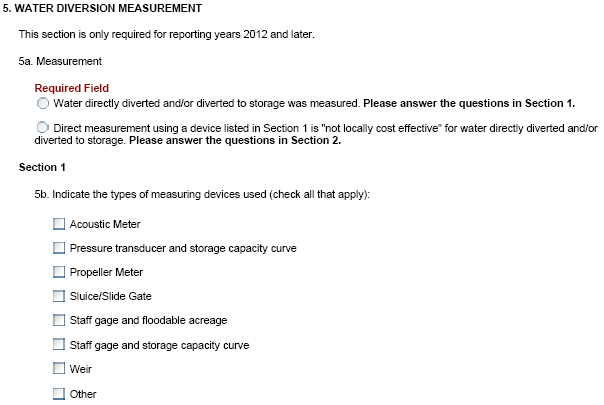 5. WATER DIVERSION MEASUREMENT
This section is only required for reporting years 2012 and later.
5a. Measurement
Required Field
Water directly diverted and/or diverted to storage was measured. Please answer the questions in Section 1.
Direct measurement using a device listed in Section 1 is "not locally cost effective" for water directly diverted and/or
diverted to storage. Please answer the questions in Section 2.
Section 1
5b. Indicate the types of measuring devices used (check all that apply):
Acoustic Meter
Pressure transducer and storage capacity curve
Propeller Meter
Sluice/Slide Gate
Staff gage and floodable acreage
Staff gage and storage capacity curve
Weir
Other